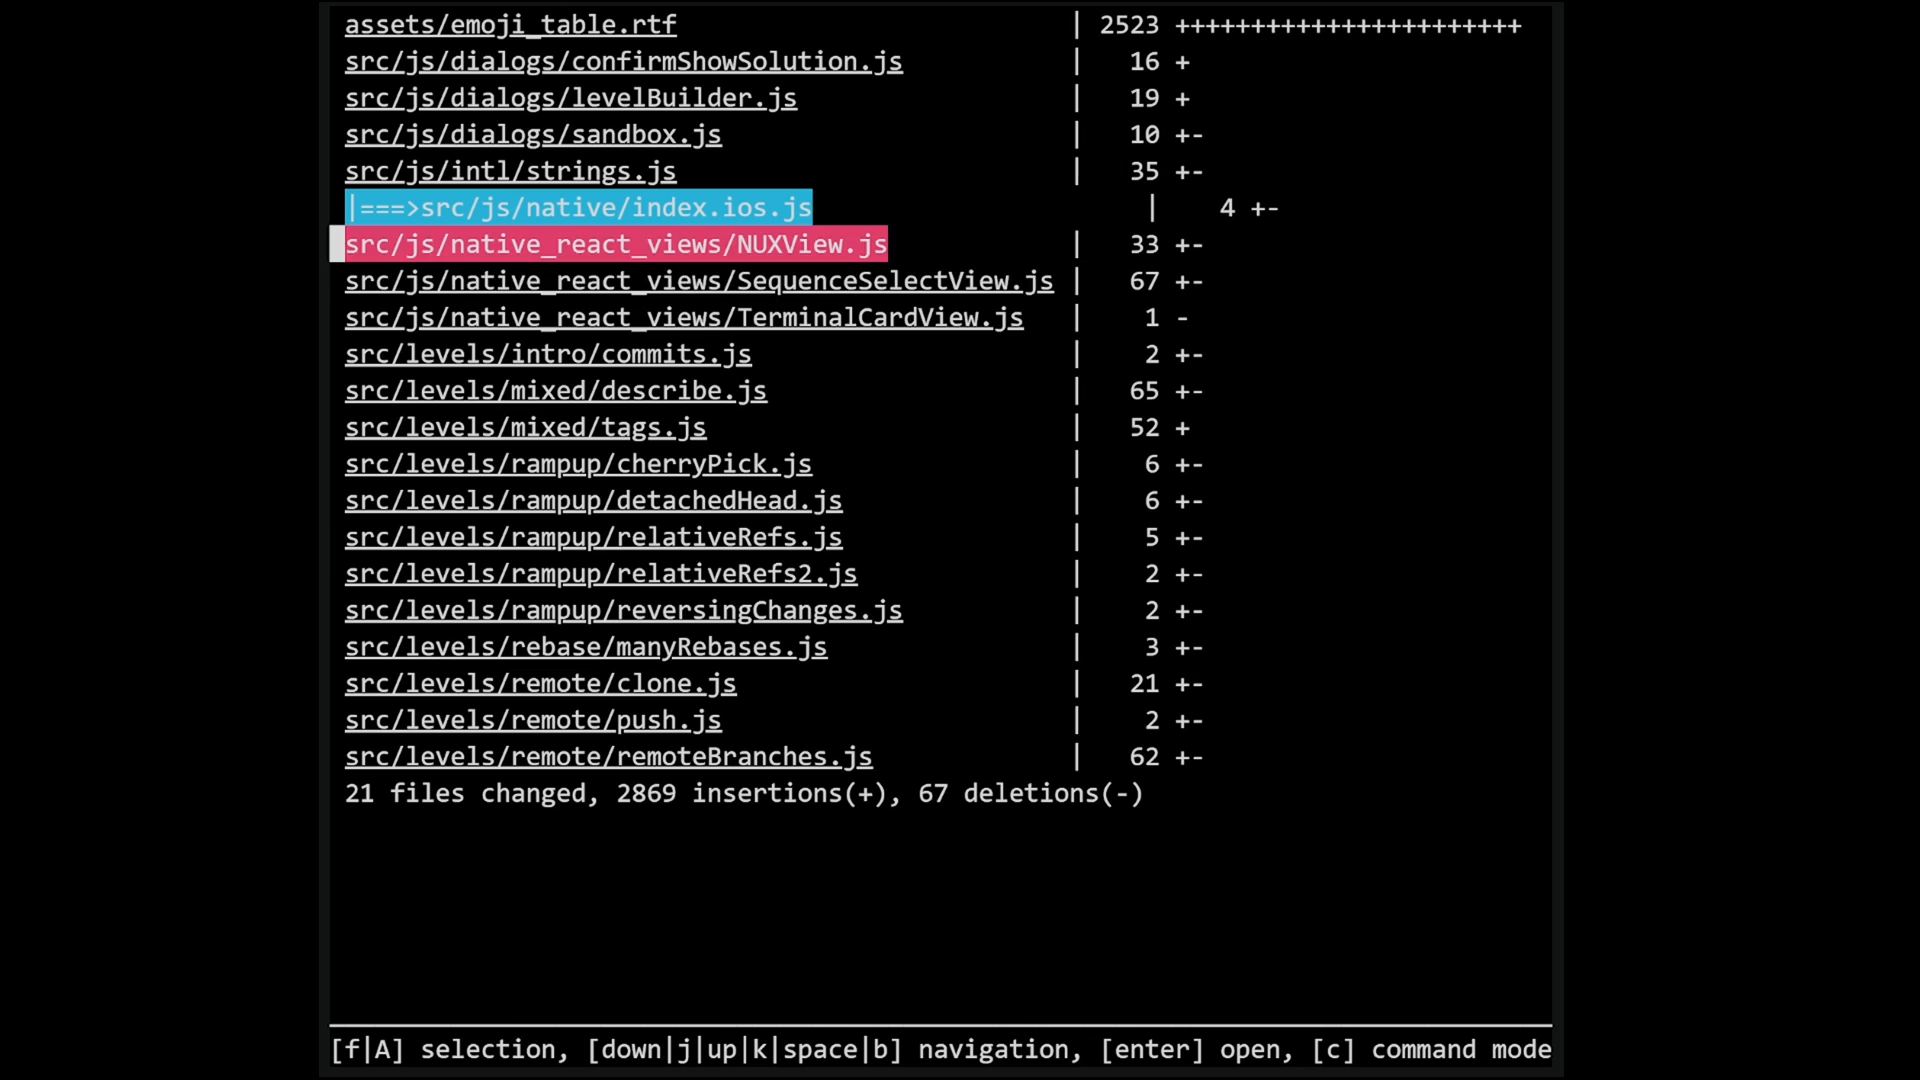 assets/emoji_table.rtf | 2523 +++++++++++++++++++++++
src/js/dialogs/confirmShowSolution.js | 16 +
src/js/dialogs/levelBuilder.js | 19 +
src/js/dialogs/sandbox.js | 10 +-
src/js/intl/strings.js | 35 +-
|===>src/js/native/index.ios.js | 4 +-
src/js/native_react_views/NUXView.js | 33 +-
src/js/native_react_views/SequenceSelectView.js | 67 +-
src/js/native_react_views/TerminalCardView.js | 1 -
src/levels/intro/commits.js | 2 +-
src/levels/mixed/describe.js | 65 +-
src/levels/mixed/tags.js | 52 +
src/levels/rampup/cherryPick.js | 6 +-
src/levels/rampup/detachedHead.js | 6 +-
src/levels/rampup/relativeRefs.js | 5 +-
src/levels/rampup/relativeRefs2.js | 2 +-
src/levels/rampup/reversingChanges.js | 2 +-
src/levels/rebase/manyRebases.js | 3 +-
src/levels/remote/clone.js | 21 +-
src/levels/remote/push.js | 2 +-
src/levels/remote/remoteBranches.js | 62 +-
21 files changed, 2869 insertions(+), 67 deletions(-)
[f|A] selection, [down|j|up|k|space|b] navigation, [enter] open, [c] command mode